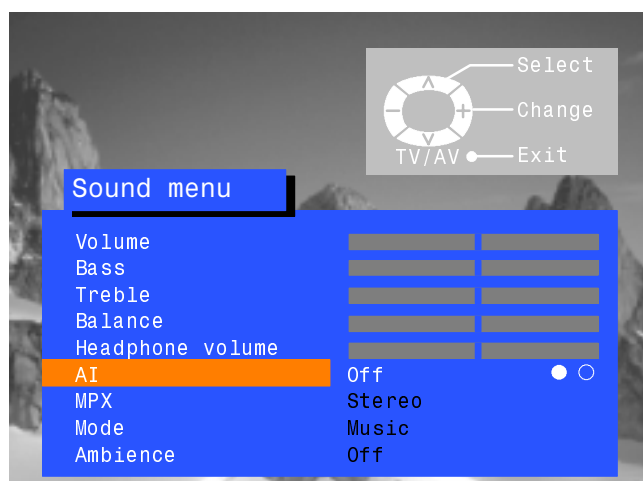 Select
Change
TV/AV Exit
Sound menu
Volume
Bass
Treble
Balance
Headphone volume
AI Off
MPX Stereo
Mode Music
Ambience Off